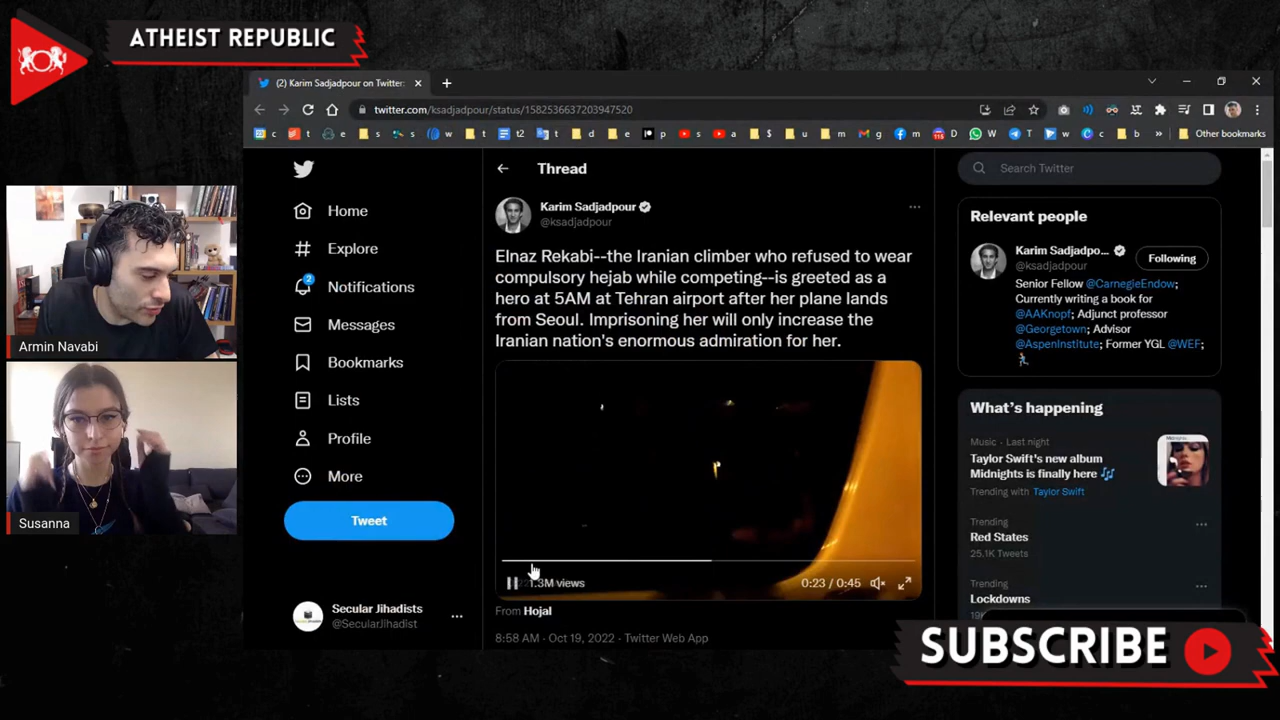 ATHEIST REPUBLIC
(2) Karim Sadjadpour on Twitter:
twitter.com/ksadjadpour/status/1582536637203947520
c t e s s w t t2 t d e p s a $ u m g m D W T w c b » Other bookmarks
Thread
Search Twitter
Karim Sadjadpour
@ksadjadpour
Elnaz Rekabi--the Iranian climber who refused to wear
compulsory hejab while competing--is greeted as a
hero at 5AM at Tehran airport after her plane lands
from Seoul. Imprisoning her will only increase the
Iranian nation's enormous admiration for her.
1.3M views
0:23 / 0:45
From Hojal
8:58 AM · Oct 19, 2022 · Twitter Web App
Home
Explore
2
Notifications
Messages
Bookmarks
Lists
Profile
More
Tweet
Secular Jihadists
@SecularJihadist
Relevant people
Karim Sadjadpo...
@ksadjadpour
Following
Senior Fellow @CarnegieEndow;
Currently writing a book for
@AAKnopf; Adjunct professor
@Georgetown; Advisor
@AspenInstitute; Former YGL @WEF;
What's happening
Music · Last night
Taylor Swift's new album
Midnights is finally here
Trending with Taylor Swift
Trending
Red States
25.1K Tweets
Trending
Lockdowns
Armin Navabi
Susanna
SUBSCRIBE